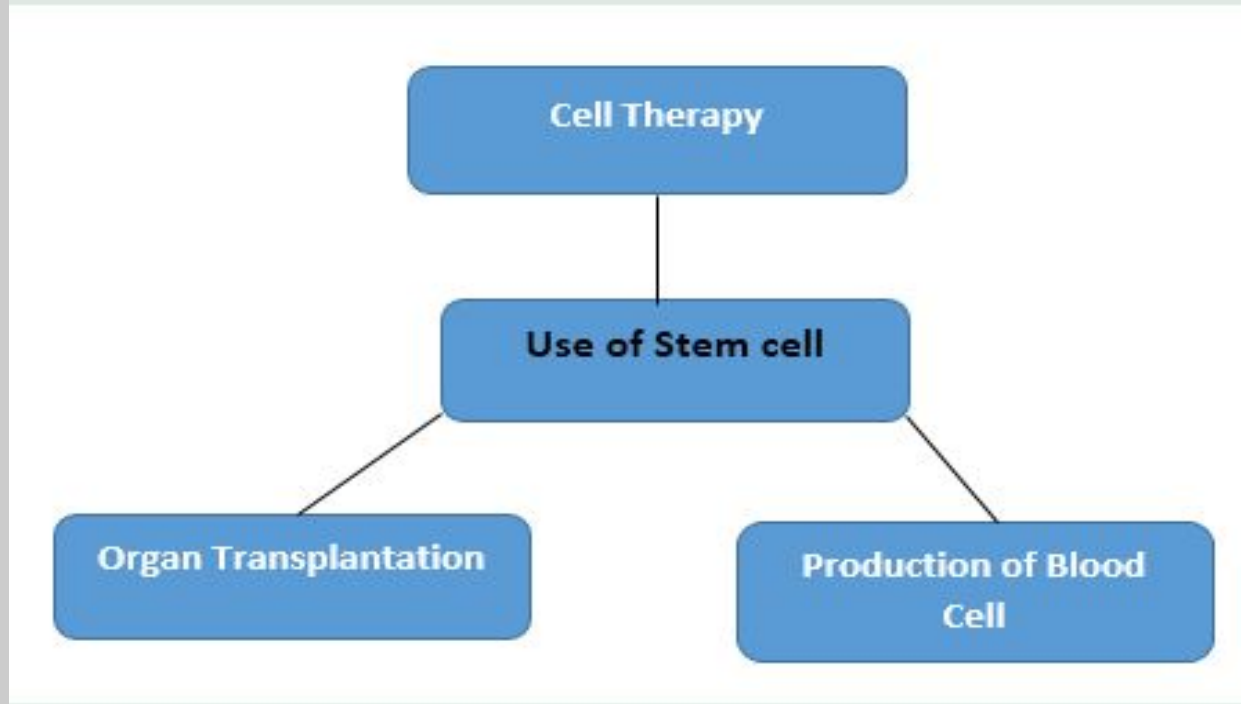 Cell Therapy
Use of Stem cell
Organ Transplantation
Production of Blood
Cell